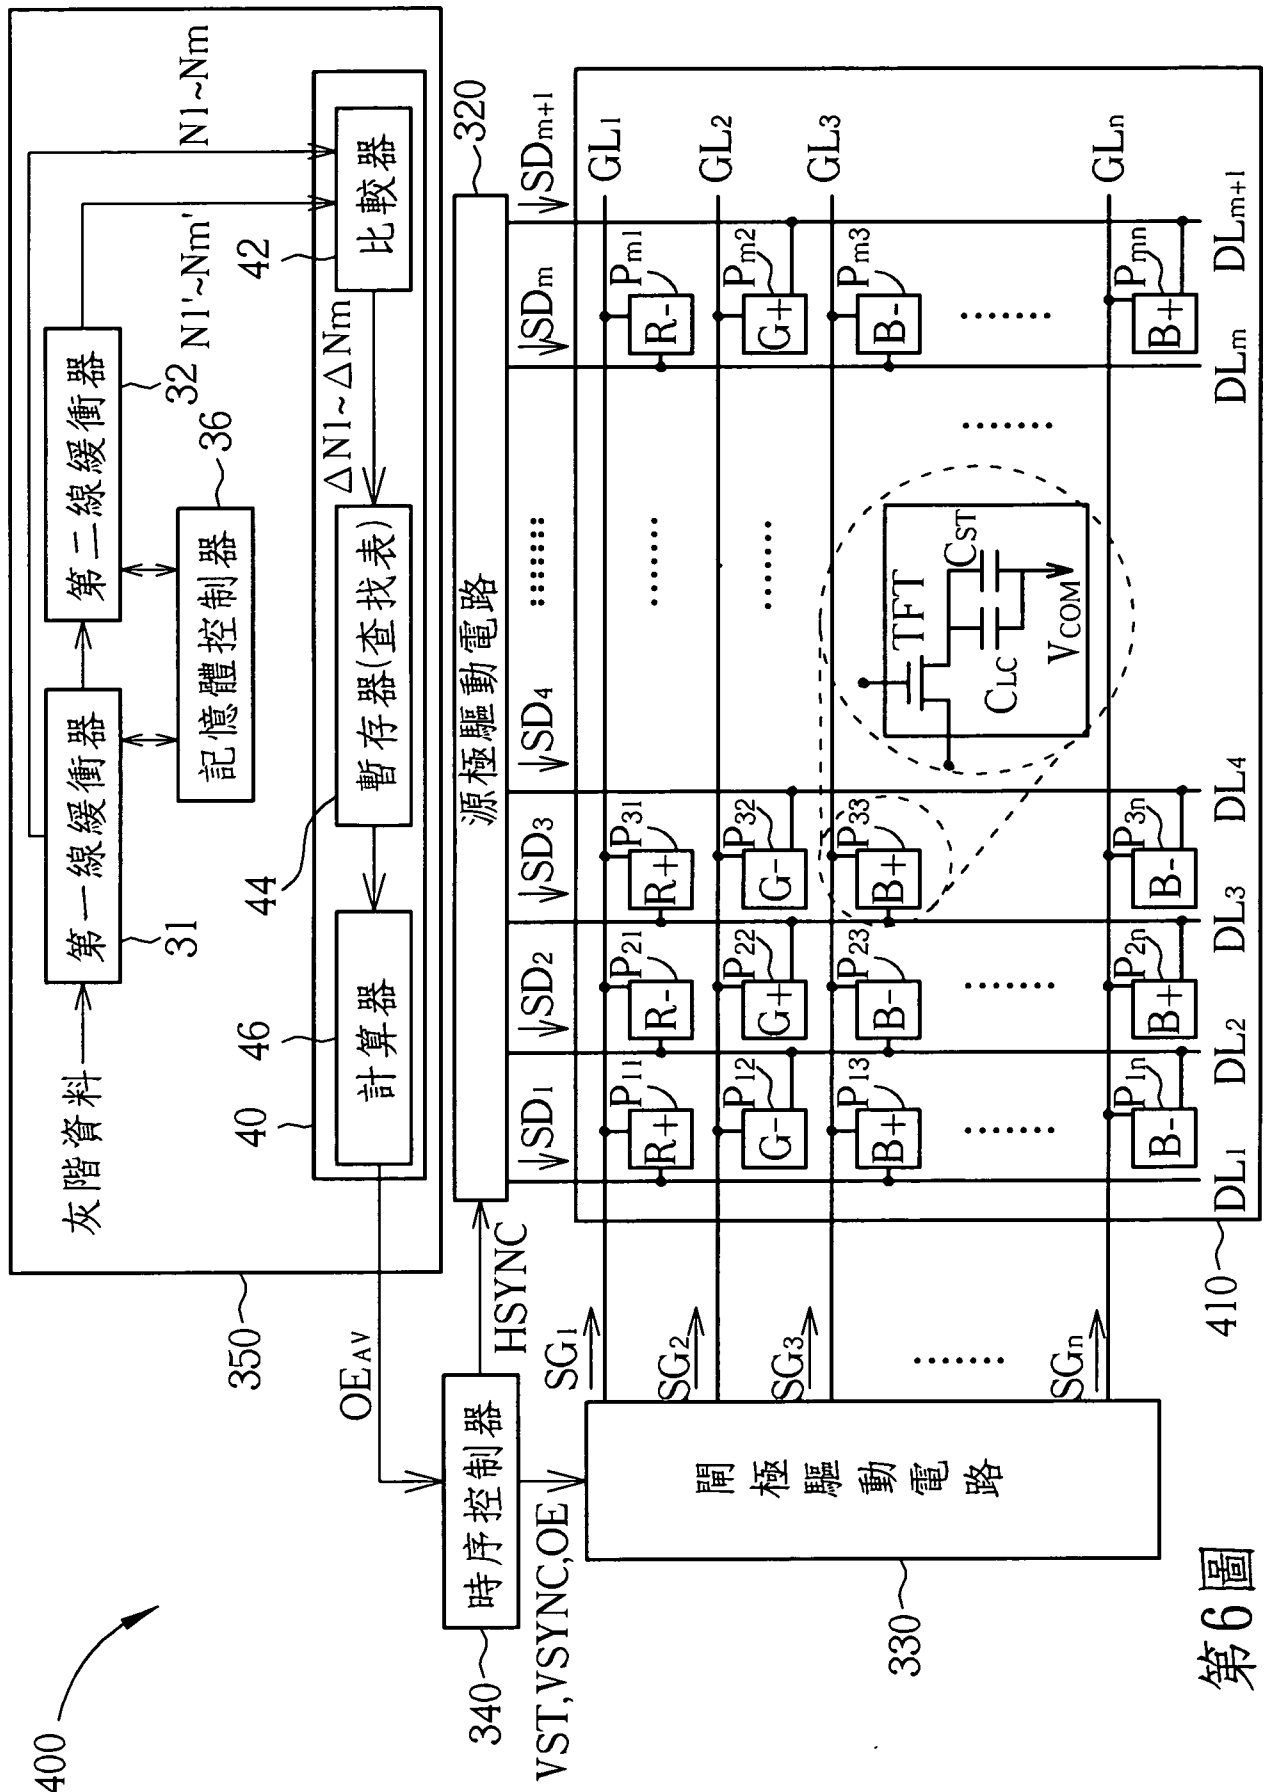 400
350
灰階資料
第一線緩衝器
31
第二線緩衝器
32
記憶體控制器
36
N1~Nm
N1'~Nm'
40
計算器
46
暫存器(查找表)
44
比較器
42
△N1~△Nm
OEAV
時序控制器
340
HSYNC
VST,VSYNC,OE
源極驅動電路
320
SD1
SD2
SD3
SD4
SDm
SDm+1
閘極驅動電路
330
SG1
SG2
SG3
SGn
GL1
GL2
GL3
GLn
R+ P11
R- P21
R+ P31
R- Pm1
G- P12
G+ P22
G- P32
G+ Pm2
B+ P13
B- P23
B+ P33
B- Pm3
B- P1n
B+ P2n
B- P3n
B+ Pmn
TFT
CLC
CST
VCOM
DL1
DL2
DL3
DL4
DLm
DLm+1
410
第6圖